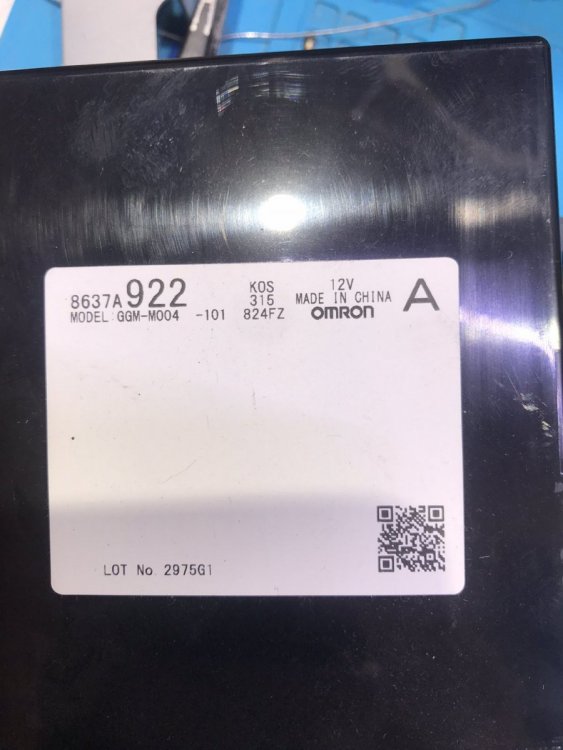 8637A922 KOS 12V A
315 MADE IN CHINA
MODEL:GGM-M004 -101 824FZ OMRON
LOT No. 2975G1